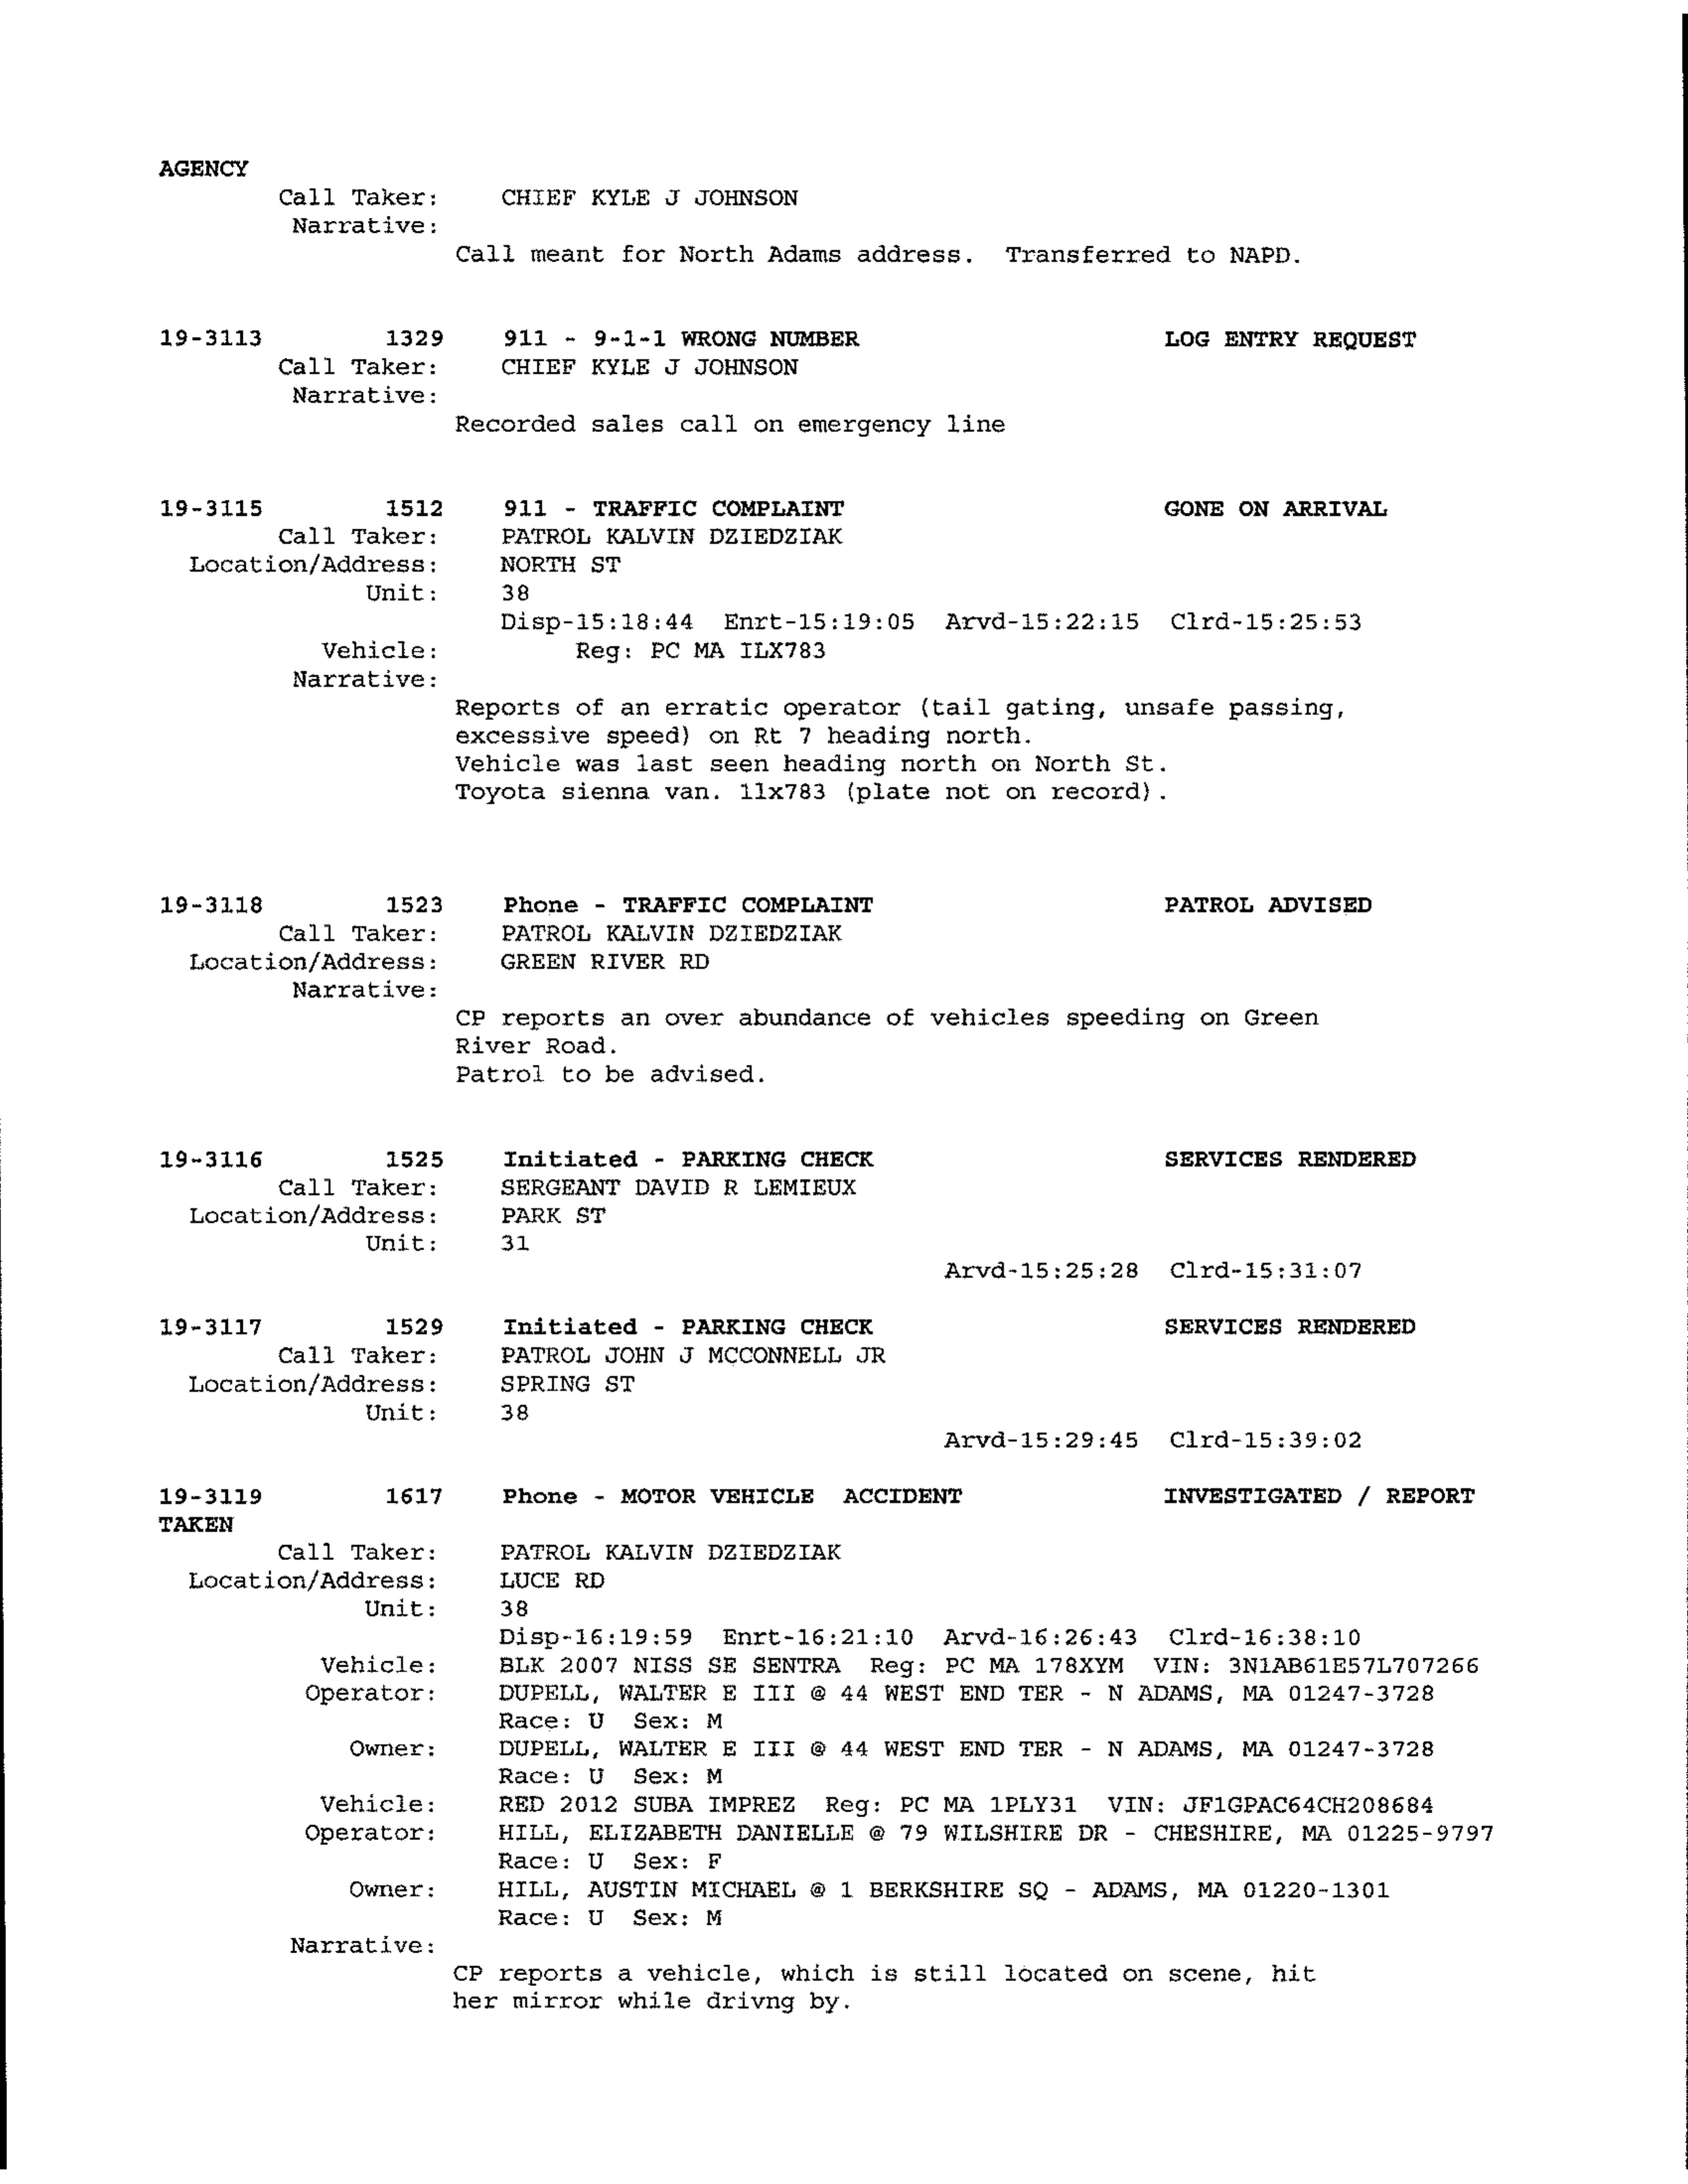 AGENCY
Call Taker: CHIEF KYLE J JOHNSON
Narrative:
Call meant for North Adams address. Transferred to NAPD.
19-3113 1329 911 - 9-1-1 WRONG NUMBER LOG ENTRY REQUEST
Call Taker: CHIEF KYLE J JOHNSON
Narrative:
Recorded sales call on emergency line
19-3115 1512 911 - TRAFFIC COMPLAINT GONE ON ARRIVAL
Call Taker: PATROL KALVIN DZIEDZIAK
Location/Address: NORTH ST
Unit: 38
Disp-15:18:44 Enrt-15:19:05 Arvd-15:22:15 Clrd-15:25:53
Vehicle: Reg: PC MA ILX783
Narrative:
Reports of an erratic operator (tail gating, unsafe passing,
excessive speed) on Rt 7 heading north.
Vehicle was last seen heading north on North St.
Toyota sienna van. 11x783 (plate not on record).
19-3118 1523 Phone - TRAFFIC COMPLAINT PATROL ADVISED
Call Taker: PATROL KALVIN DZIEDZIAK
Location/Address: GREEN RIVER RD
Narrative:
CP reports an over abundance of vehicles speeding on Green
River Road.
Patrol to be advised.
19-3116 1525 Initiated - PARKING CHECK SERVICES RENDERED
Call Taker: SERGEANT DAVID R LEMIEUX
Location/Address: PARK ST
Unit: 31
Arvd-15:25:28 Clrd-15:31:07
19-3117 1529 Initiated - PARKING CHECK SERVICES RENDERED
Call Taker: PATROL JOHN J MCCONNELL JR
Location/Address: SPRING ST
Unit: 38
Arvd-15:29:45 Clrd-15:39:02
19-3119 1617 Phone - MOTOR VEHICLE ACCIDENT INVESTIGATED / REPORT
TAKEN
Call Taker: PATROL KALVIN DZIEDZIAK
Location/Address: LUCE RD
Unit: 38
Disp-16:19:59 Enrt-16:21:10 Arvd-16:26:43 Clrd-16:38:10
Vehicle: BLK 2007 NISS SE SENTRA Reg: PC MA 178XYM VIN: 3N1AB61E57L707266
Operator: DUPELL, WALTER E III @ 44 WEST END TER - N ADAMS, MA 01247-3728
Race: U Sex: M
Owner: DUPELL, WALTER E III @ 44 WEST END TER - N ADAMS, MA 01247-3728
Race: U Sex: M
Vehicle: RED 2012 SUBA IMPREZ Reg: PC MA 1PLY31 VIN: JF1GPAC64CH208684
Operator: HILL, ELIZABETH DANIELLE @ 79 WILSHIRE DR - CHESHIRE, MA 01225-9797
Race: U Sex: F
Owner: HILL, AUSTIN MICHAEL @ 1 BERKSHIRE SQ - ADAMS, MA 01220-1301
Race: U Sex: M
Narrative:
CP reports a vehicle, which is still located on scene, hit
her mirror while drivng by.